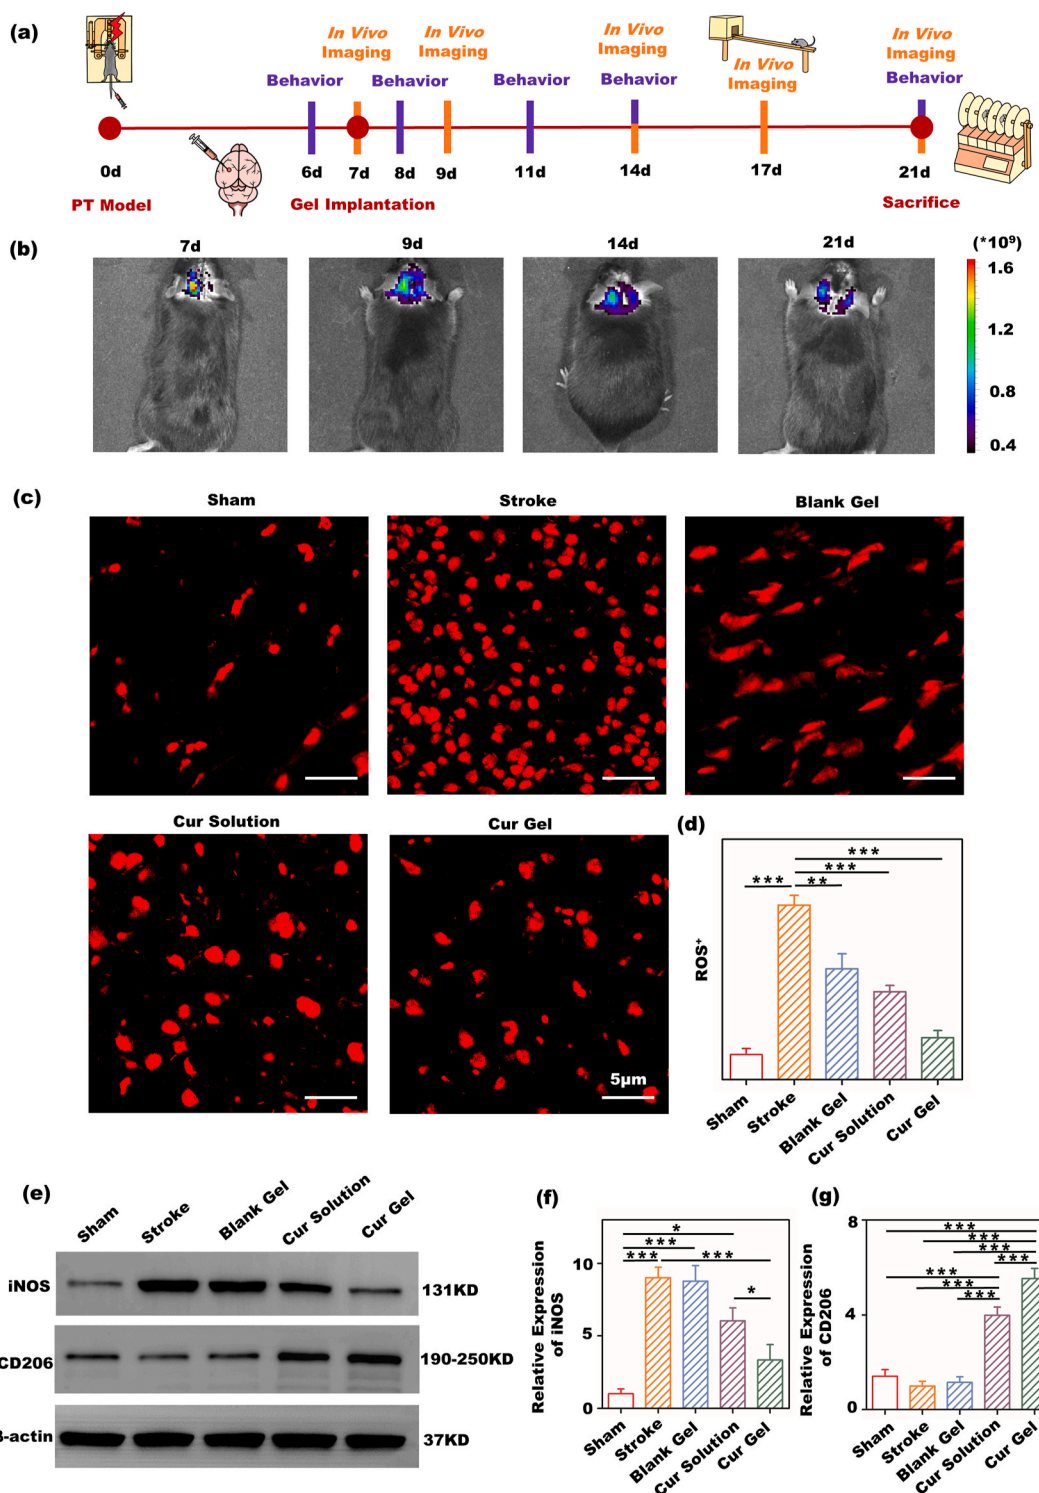 (a)
In Vivo
Imaging
In Vivo
Imaging
In Vivo
Imaging
In Vivo
Imaging
In Vivo
Imaging
Behavior
Behavior
Behavior
Behavior
Behavior
0d
6d
7d
8d
9d
11d
14d
17d
21d
PT Model
Gel Implantation
Sacrifice
(b)
7d
9d
14d
21d
(*10⁹)
1.6
1.2
0.8
0.4
(c)
Sham
Stroke
Blank Gel
Cur Solution
Cur Gel
5μm
(d)
***
***
***
**
ROS⁺
Sham
Stroke
Blank Gel
Cur Solution
Cur Gel
(e)
Sham
Stroke
Blank Gel
Cur Solution
Cur Gel
iNOS
131KD
CD206
190-250KD
β-actin
37KD
(f)
Relative Expression
of iNOS
10
5
0
*
***
***
***
*
Sham
Stroke
Blank Gel
Cur Solution
Cur Gel
(g)
Relative Expression
of CD206
8
4
0
***
***
***
***
***
***
***
Sham
Stroke
Blank Gel
Cur Solution
Cur Gel